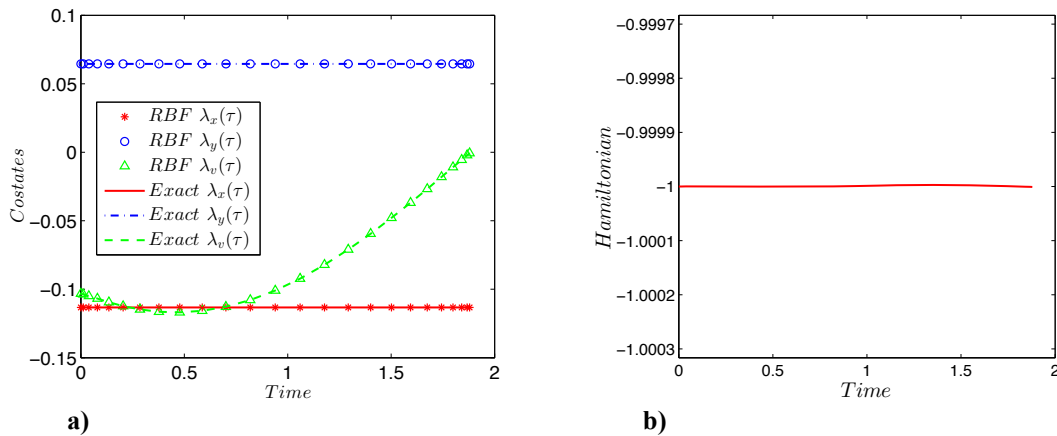 0.1
0.05
0
−0.05
−0.1
−0.15
Costates
RBF λx(τ)
RBF λy(τ)
RBF λv(τ)
Exact λx(τ)
Exact λy(τ)
Exact λv(τ)
0 0.5 1 1.5 2
Time
a)
−0.9997
−0.9998
−0.9999
−1
−1.0001
−1.0002
−1.0003
Hamiltonian
0 0.5 1 1.5 2
Time
b)